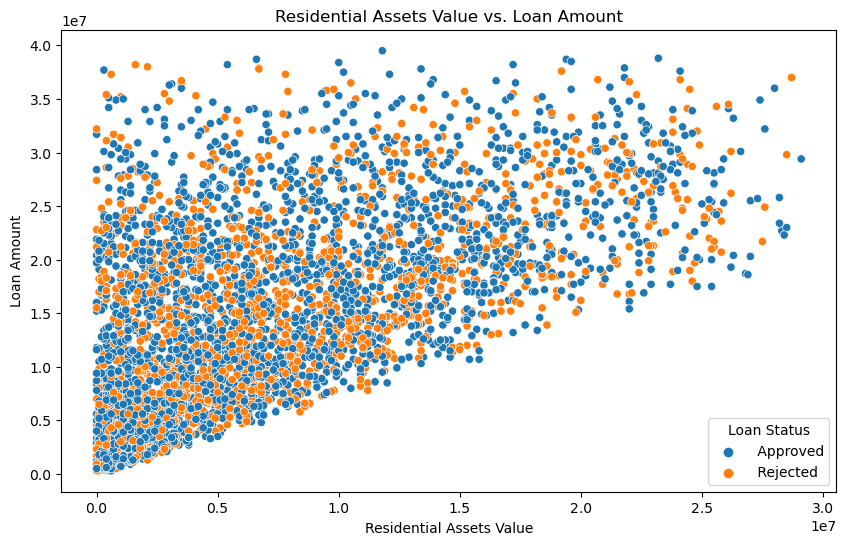 Residential Assets Value vs. Loan Amount
1e7
4.0
3.5
3.0
2.5
2.0
1.5
1.0
0.5
0.0
Loan Amount
Loan Status
Approved
Rejected
0.0 0.5 1.0 1.5 2.0 2.5 3.0
1e7
Residential Assets Value